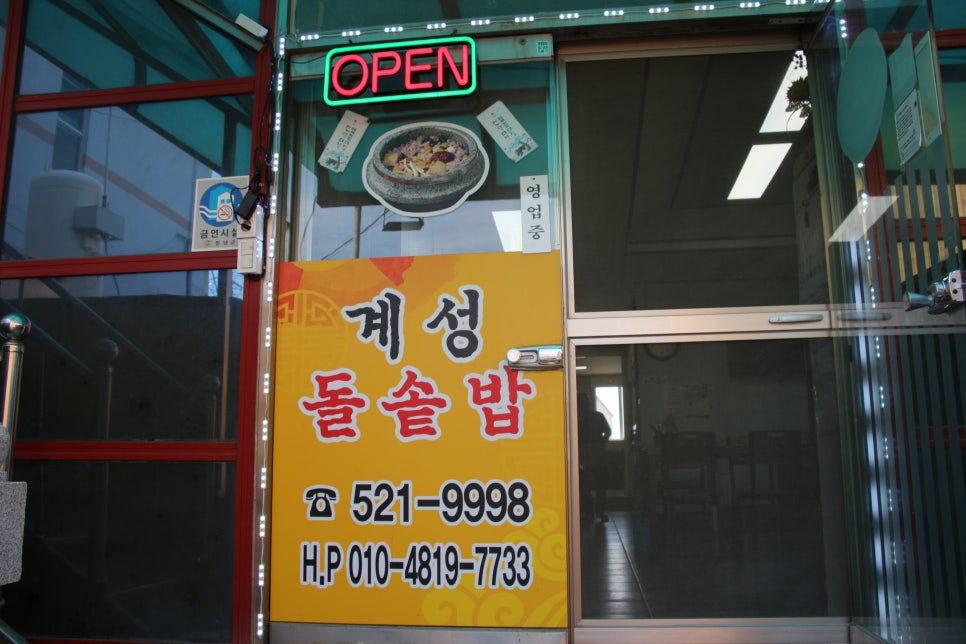 OPEN
영업중
금연시설
계성
돌솥밥
☎ 521-9998
H.P 010-4819-7733